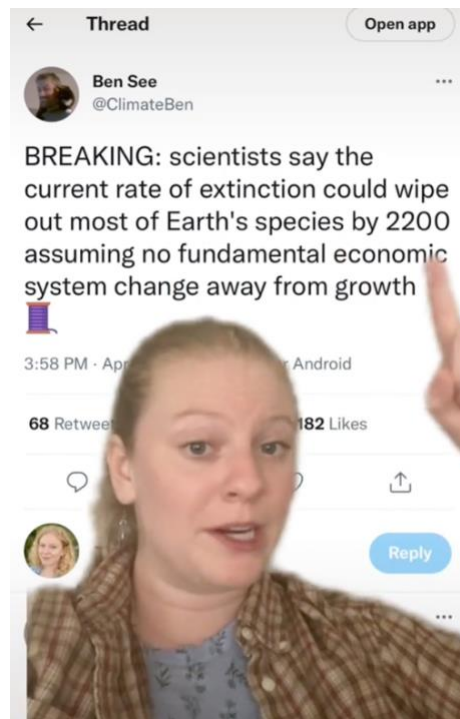 Thread
Open app
Ben See
@ClimateBen
BREAKING: scientists say the
current rate of extinction could wipe
out most of Earth's species by 2200
assuming no fundamental economic
system change away from growth
3:58 PM · Android
68
182 Likes
Reply